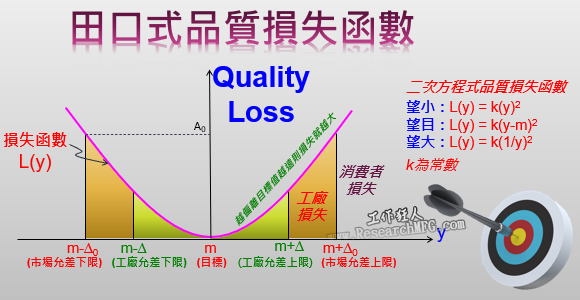 田口式品質損失函數
Quality
Loss
二次方程式品質損失函數
望小：L(y) = k(y)²
望目：L(y) = k(y-m)²
望大：L(y) = k(1/y)²
k為常數
A₀
損失函數
L(y)
越偏離目標值越遠則損失就越大
消費者
損失
工廠
損失
工作狂人
www.ResearchMFG.com
y
m-Δ₀ m-Δ m m+Δ m+Δ₀
(市場允差下限) (工廠允差下限) (目標) (工廠允差上限) (市場允差上限)